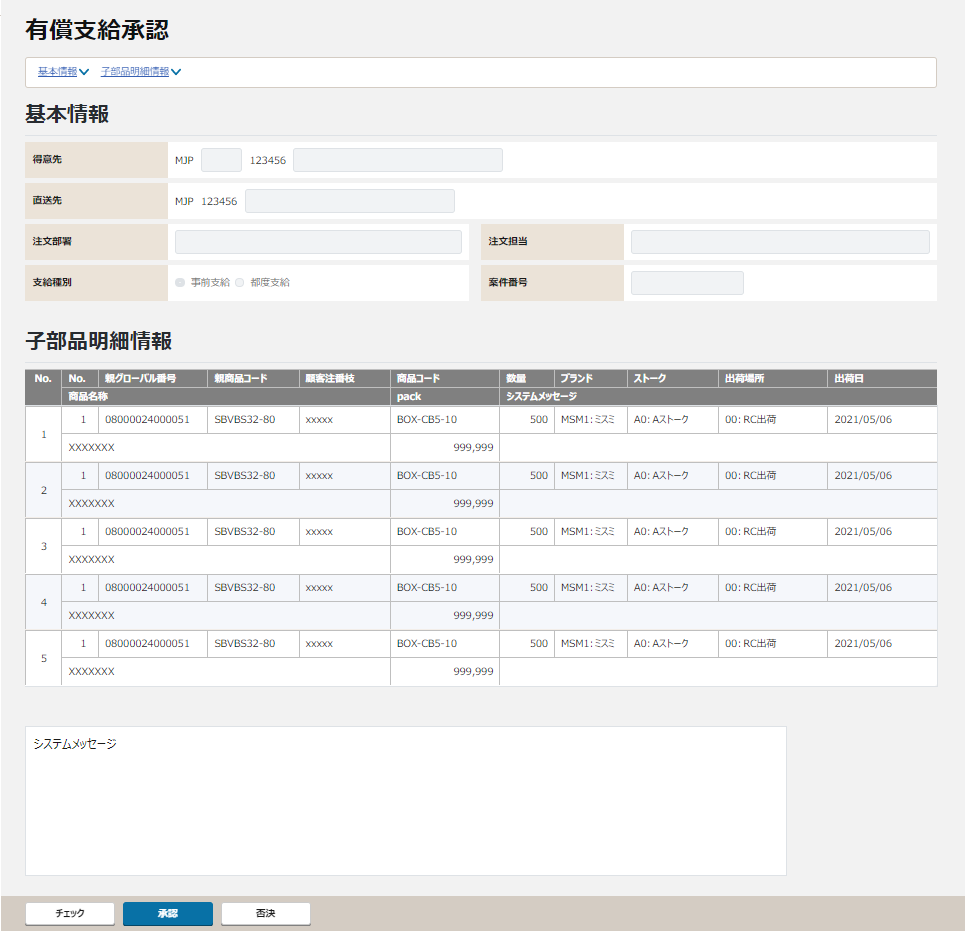 有償支給承認
基本情報 子部品明細情報
基本情報
得意先 MJP 123456
直送先 MJP 123456
注文部署 注文担当
支給種別 事前支給 都度支給 案件番号
子部品明細情報
No. No. 親グローバル番号 親商品コード 顧客注番枝 商品コード 数量 ブランド ストーク 出荷場所 出荷日
商品名称 pack システムメッセージ
1 08000024000051 SBVBS32-80 xxxxx BOX-CB5-10 500 MSM1:ミスミ A0: Aストーク 00: RC出荷 2021/05/06
1
XXXXXXX 999,999
1 08000024000051 SBVBS32-80 xxxxx BOX-CB5-10 500 MSM1:ミスミ A0: Aストーク 00: RC出荷 2021/05/06
2
XXXXXXX 999,999
1 08000024000051 SBVBS32-80 xxxxx BOX-CB5-10 500 MSM1:ミスミ A0: Aストーク 00: RC出荷 2021/05/06
3
XXXXXXX 999,999
1 08000024000051 SBVBS32-80 xxxxx BOX-CB5-10 500 MSM1:ミスミ A0: Aストーク 00: RC出荷 2021/05/06
4
XXXXXXX 999,999
1 08000024000051 SBVBS32-80 xxxxx BOX-CB5-10 500 MSM1:ミスミ A0: Aストーク 00: RC出荷 2021/05/06
5
XXXXXXX 999,999
システムメッセージ
チェック 承認 否決